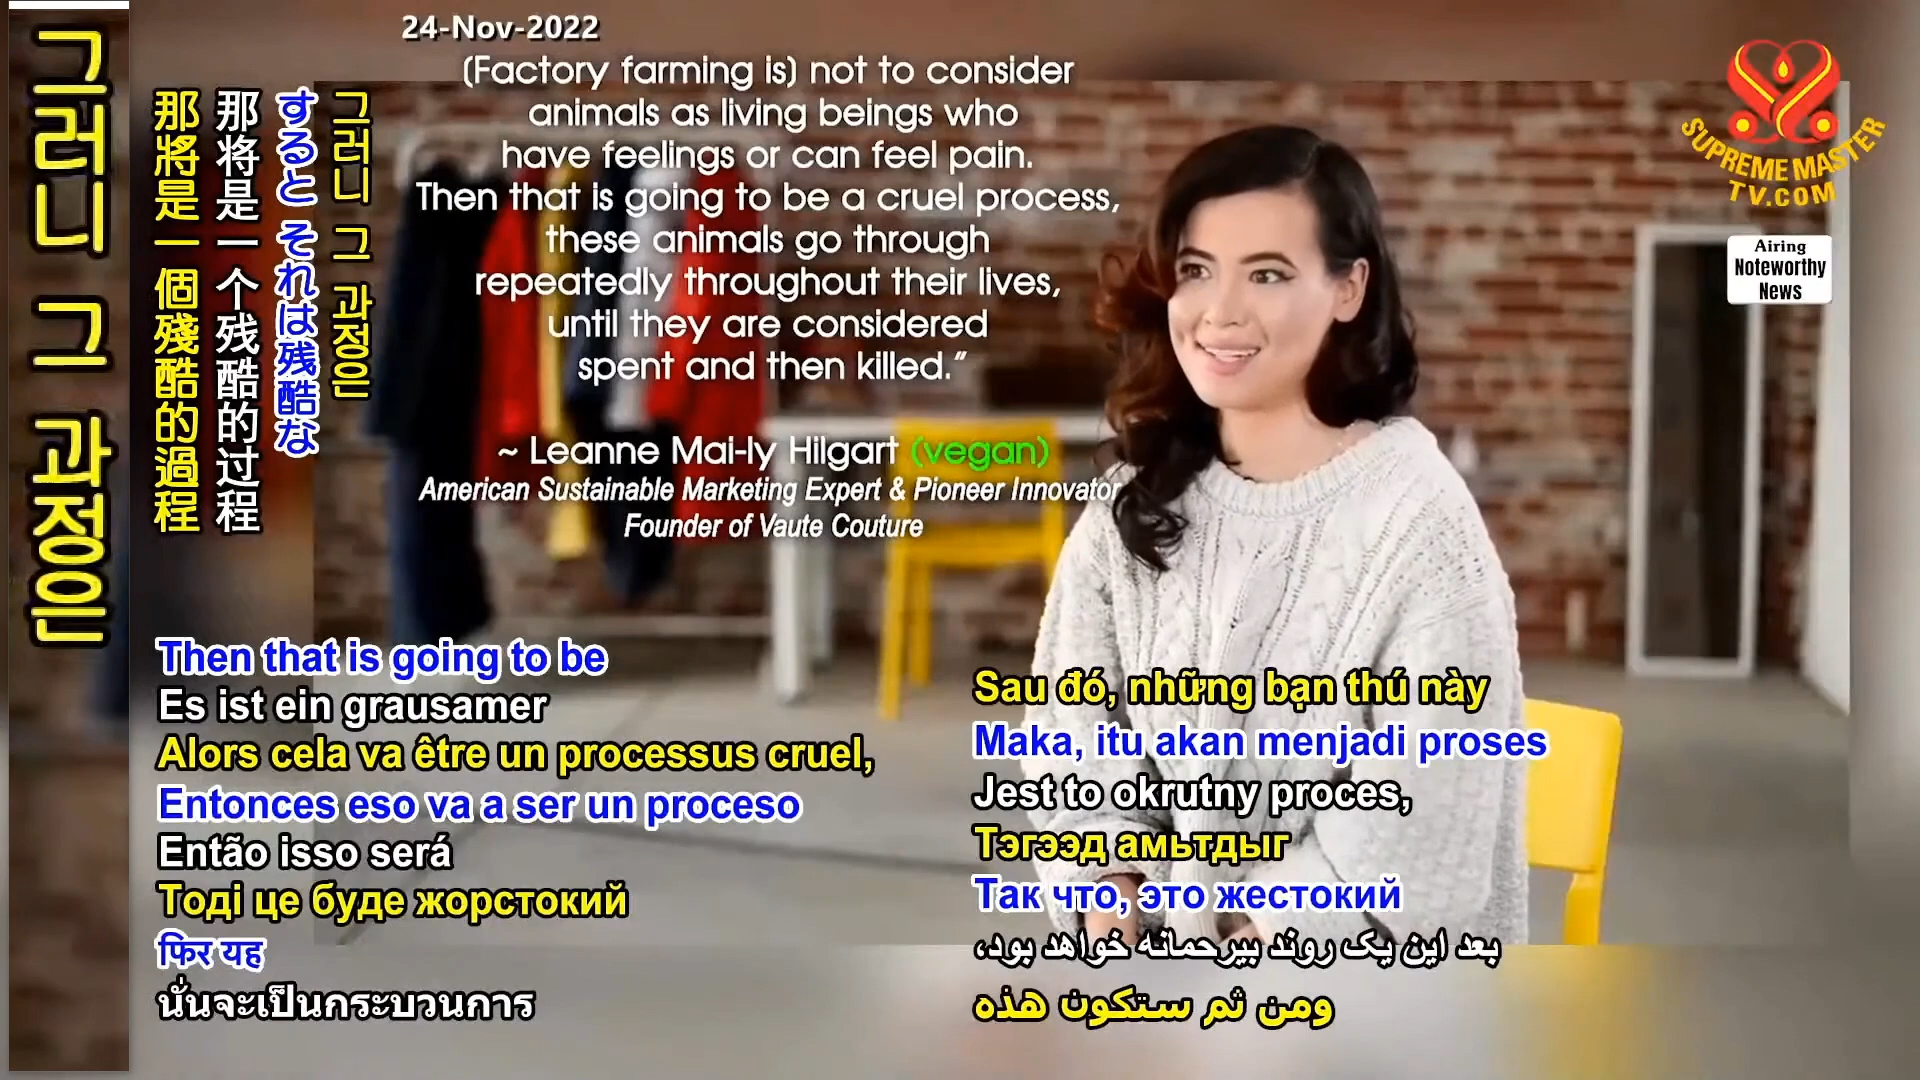 24-Nov-2022
(Factory farming is) not to consider
animals as living beings who
have feelings or can feel pain.
Then that is going to be a cruel process,
these animals go through
repeatedly throughout their lives,
until they are considered
spent and then killed.”
~ Leanne Mai-ly Hilgart (vegan)
American Sustainable Marketing Expert & Pioneer Innovator
Founder of Vaute Couture
SUPREME MASTER
TV.COM
Airing
Noteworthy
News
그러니 그 과정은
那將是一個殘酷的過程
那将是一个残酷的过程
すると それは残酷な
그러니 그 과정은
Then that is going to be
Es ist ein grausamer
Alors cela va être un processus cruel,
Entonces eso va a ser un proceso
Então isso será
Тоді це буде жорстокий
फिर यह
นั่นจะเป็นกระบวนการ
Sau đó, những bạn thú này
Maka, itu akan menjadi proses
Jest to okrutny proces,
Тэгээд амьтдыг
Так что, это жестокий
بعد این یک روند بیرحمانه خواهد بود،
ومن ثم ستكون هذه